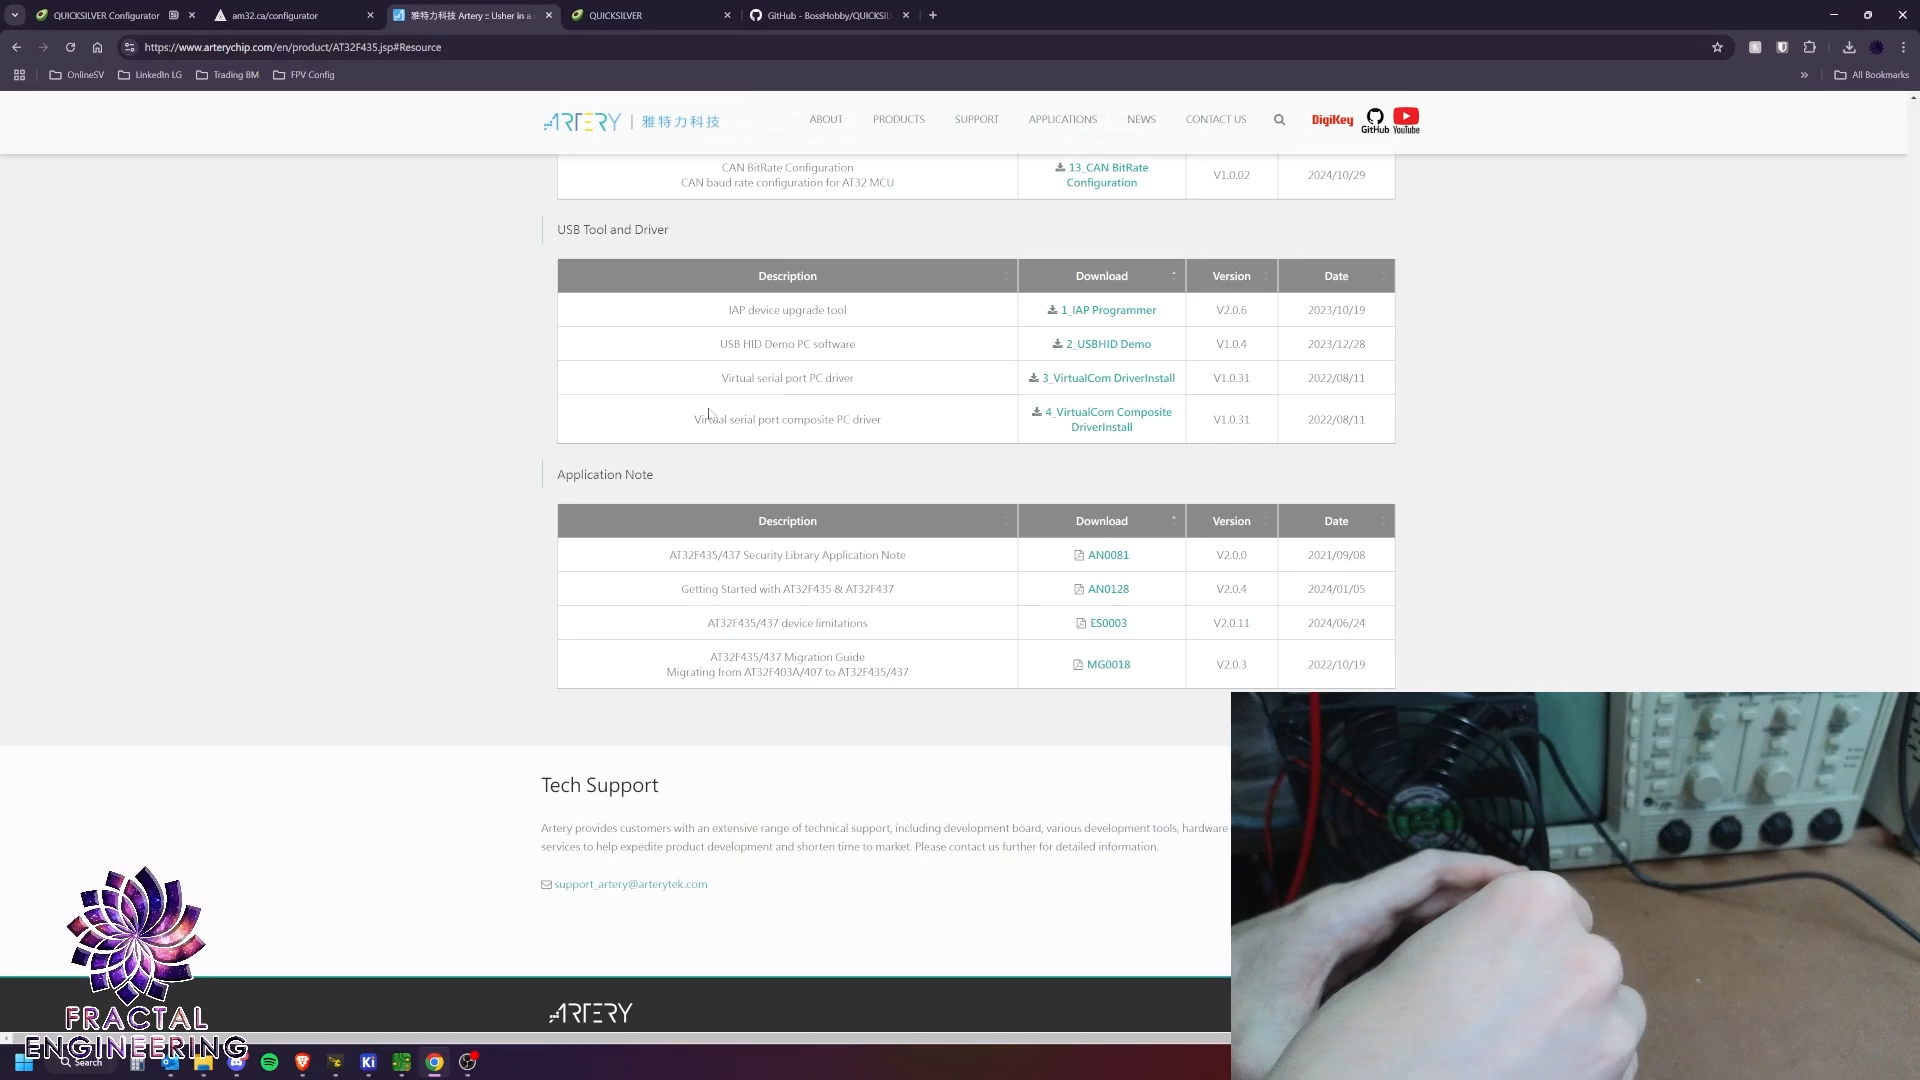 QUICKSILVER Configurator
am32.ca/configurator
雅特力科技 Artery :: Usher in a
QUICKSILVER
GitHub - BossHobby/QUICKSIL
https://www.arterychip.com/en/product/AT32F435.jsp#Resource
OnlineSV
LinkedIn LG
Trading BM
FPV Config
»
All Bookmarks
ARTERY | 雅特力科技
ABOUT
PRODUCTS
SUPPORT
APPLICATIONS
NEWS
CONTACT US
DigiKey
GitHub
YouTube
CAN BitRate Configuration
CAN baud rate configuration for AT32 MCU
13_CAN BitRate
Configuration
V1.0.02
2024/10/29
USB Tool and Driver
Description Download Version Date
IAP device upgrade tool 1_IAP Programmer V2.0.6 2023/10/19
USB HID Demo PC software 2_USBHID Demo V1.0.4 2023/12/28
Virtual serial port PC driver 3_VirtualCom DriverInstall V1.0.31 2022/08/11
Virtual serial port composite PC driver
4_VirtualCom Composite
DriverInstall
V1.0.31
2022/08/11
Application Note
Description Download Version Date
AT32F435/437 Security Library Application Note AN0081 V2.0.0 2021/09/08
Getting Started with AT32F435 & AT32F437 AN0128 V2.0.4 2024/01/05
AT32F435/437 device limitations ES0003 V2.0.11 2024/06/24
AT32F435/437 Migration Guide
Migrating from AT32F403A/407 to AT32F435/437
MG0018
V2.0.3
2022/10/19
Tech Support
Artery provides customers with an extensive range of technical support, including development board, various development tools, hardware
services to help expedite product development and shorten time to market. Please contact us further for detailed information.
support_artery@arterytek.com
ARTERY
FRACTAL
ENGINEERING
Search
Ki